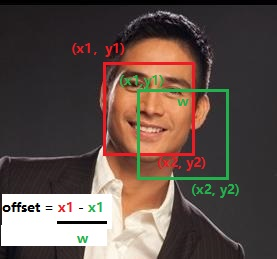 (x1, y1)
(x1,y1)
w
(x2, y2)
(x2, y2)
offset = x1 - x1
w